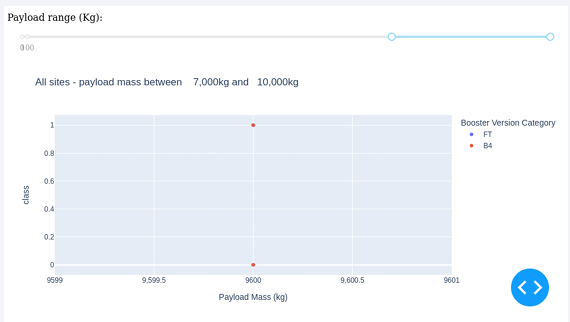 Payload range (Kg):
0 100
All sites - payload mass between 7,000kg and 10,000kg
Booster Version Category
FT
B4
class
1
0.8
0.6
0.4
0.2
0
9599
9,599.5
9600
9,600.5
9601
Payload Mass (kg)